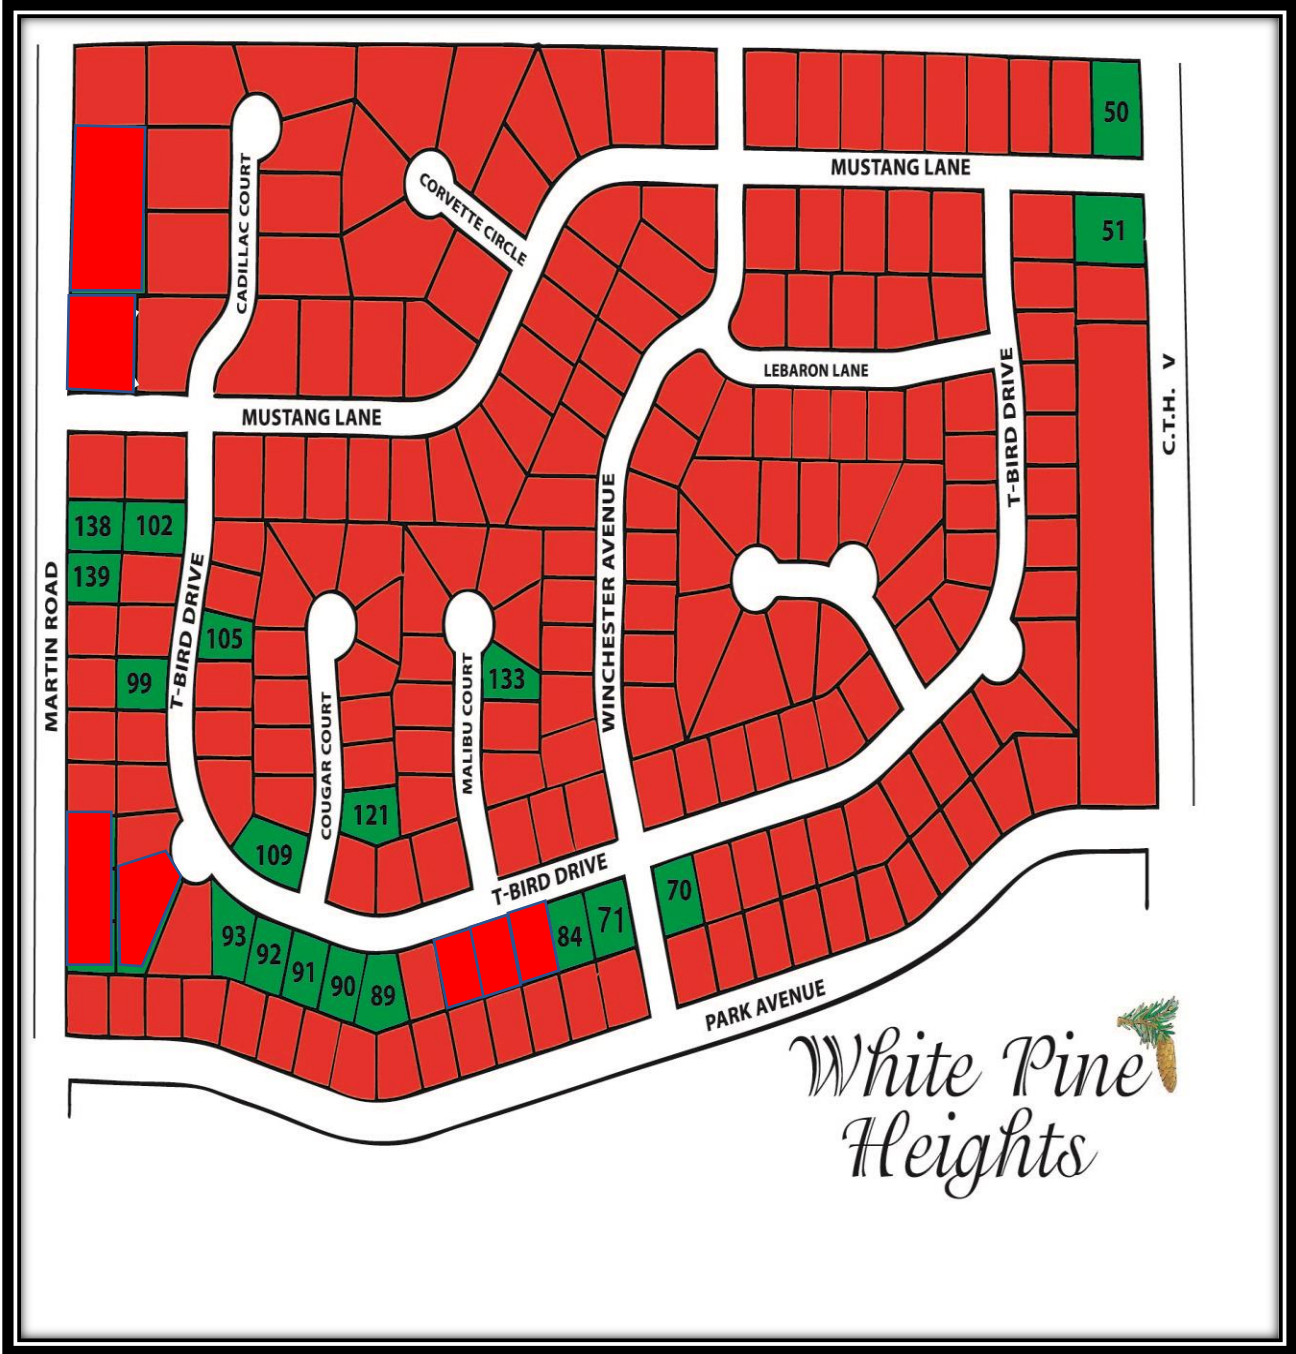 50
MUSTANG LANE
CORVETTE CIRCLE
CADILLAC COURT
51
LEBARON LANE
T-BIRD DRIVE
C.T.H. V
MUSTANG LANE
138
102
139
MARTIN ROAD
T-BIRD DRIVE
WINCHESTER AVENUE
105
99
133
COUGAR COURT
MALIBU COURT
121
109
T-BIRD DRIVE
70
93
92
91
90
89
84
71
PARK AVENUE
White Pine
Heights